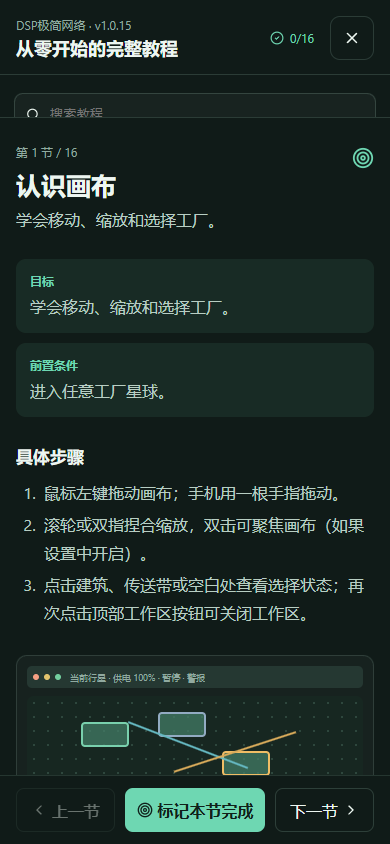 DSP极简网络 · v1.0.15
从零开始的完整教程
0/16
搜索教程
第 1 节 / 16
认识画布
学会移动、缩放和选择工厂。
目标
学会移动、缩放和选择工厂。
前置条件
进入任意工厂星球。
具体步骤
1. 鼠标左键拖动画布；手机用一根手指拖动。
2. 滚轮或双指捏合缩放，双击可聚焦画布（如果
设置中开启）。
3. 点击建筑、传送带或空白处查看选择状态；再
次点击顶部工作区按钮可关闭工作区。
当前行星 · 供电 100% · 暂停 · 警报
上一节
标记本节完成
下一节